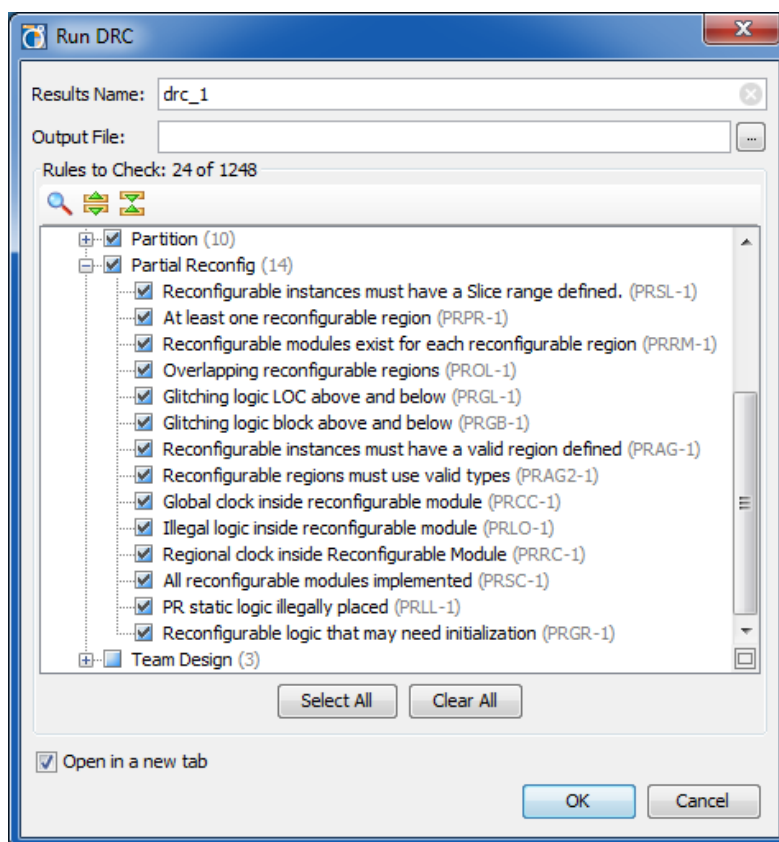 Run DRC
Results Name: drc_1
Output File:
...
Rules to Check: 24 of 1248
Partition (10)
Partial Reconfig (14)
Reconfigurable instances must have a Slice range defined. (PRSL-1)
At least one reconfigurable region (PRPR-1)
Reconfigurable modules exist for each reconfigurable region (PRRM-1)
Overlapping reconfigurable regions (PROL-1)
Glitching logic LOC above and below (PRGL-1)
Glitching logic block above and below (PRGB-1)
Reconfigurable instances must have a valid region defined (PRAG-1)
Reconfigurable regions must use valid types (PRAG2-1)
Global clock inside reconfigurable module (PRCC-1)
Illegal logic inside reconfigurable module (PRLO-1)
Regional clock inside Reconfigurable Module (PRRC-1)
All reconfigurable modules implemented (PRSC-1)
PR static logic illegally placed (PRLL-1)
Reconfigurable logic that may need initialization (PRGR-1)
Team Design (3)
Select All Clear All
Open in a new tab
OK Cancel